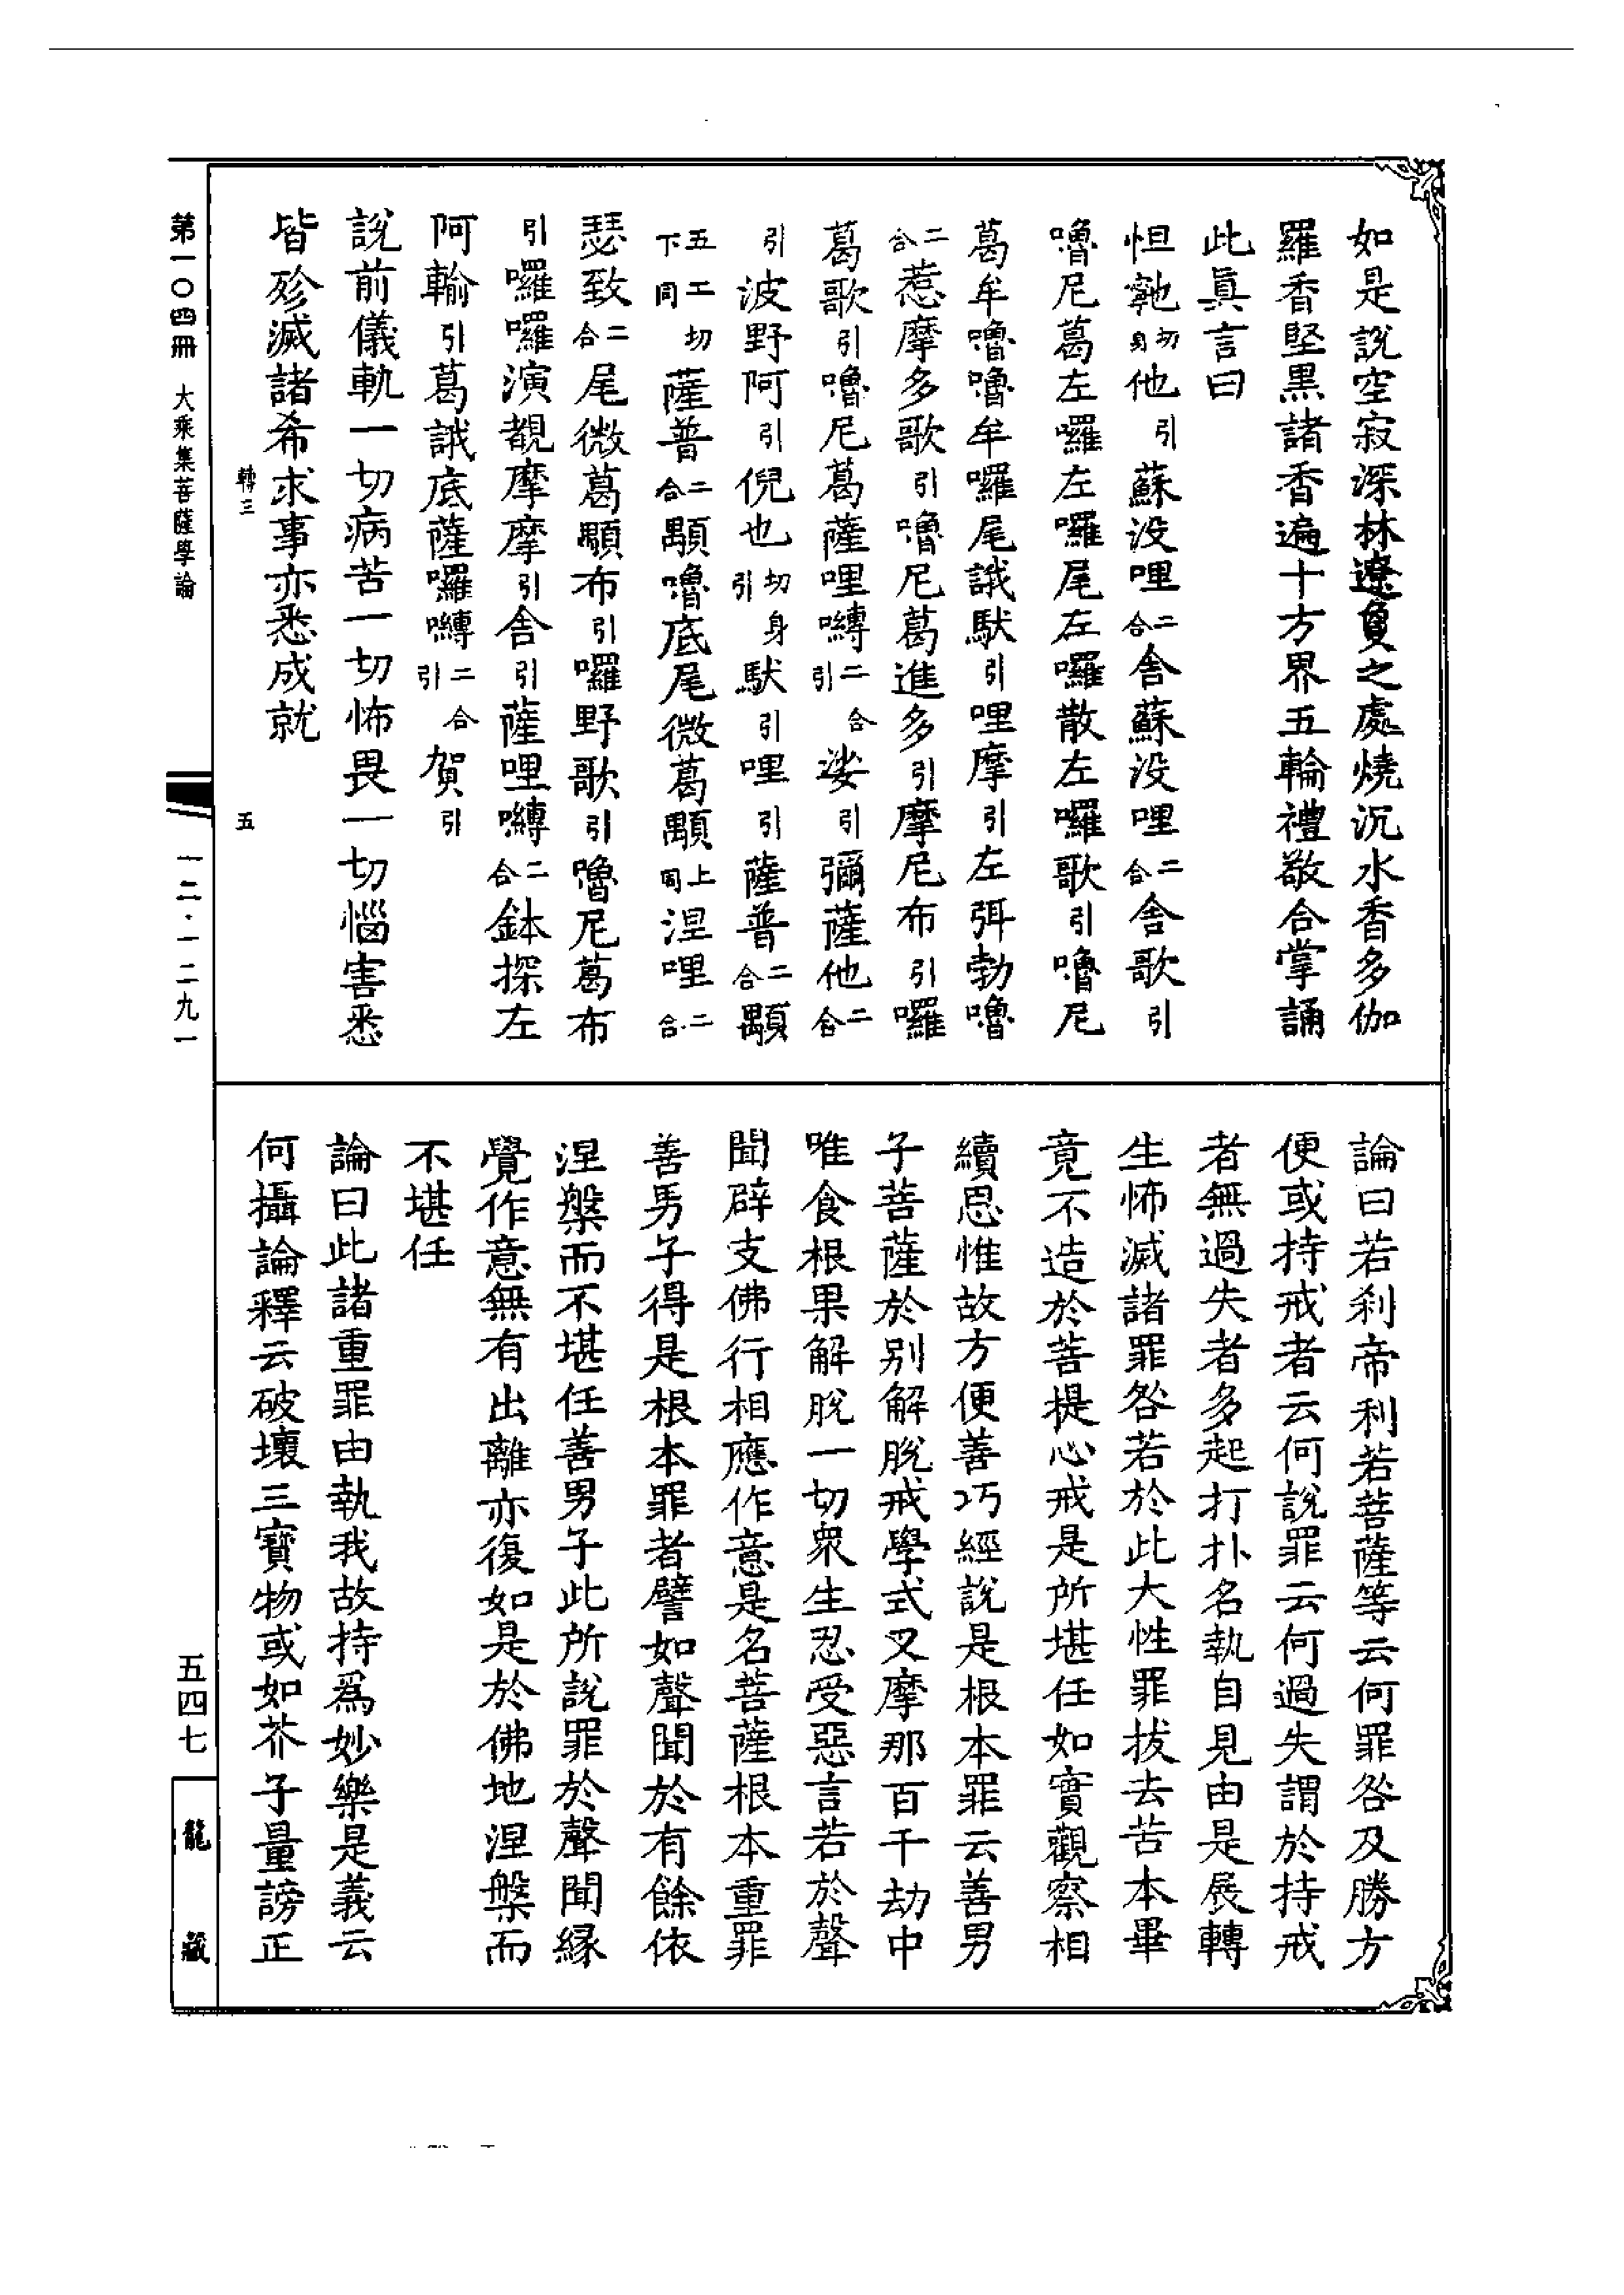 如是說空寂深林遼夐之處燒沉水香多伽
羅香堅黑諸香遍十方界五輪禮敬合掌誦
此眞言曰
怛䫂切身他引蘇没哩二合舍蘇没哩二合舍歌引
嚕尼葛左囉左囉尾左囉散左囉歌引嚕尼
葛牟嚕嚕牟囉尾誐馱引哩摩引左弭勃嚕
二合惹摩多歌引嚕尼葛進多引摩尼布引囉
葛歌引嚕尼葛薩哩嚩二合引娑引彌薩他二合
引波野阿引倪也切身引馱引哩引薩普二合顒
五工切下同薩普二合顒嚕底尾微葛顒上同涅哩二合
瑟致二合尾微葛顒布引囉野歌引嚕尼葛布
引囉囉演覩摩摩引舍引薩哩嚩二合鉢探左
阿輸引葛誐底薩囉嚩二合引賀引
說前儀軌一切病苦一切怖畏一切惱害悉
皆殄滅諸希求事亦悉成就
論曰若剎帝利若菩薩等云何罪咎及勝方
便或持戒者云何說罪云何過失謂於持戒
者無過失者多起打扑名執自見由是展轉
生怖滅諸罪咎若於此大性罪拔去苦本畢
竟不造於菩提心戒是所堪任如實觀察相
續思惟故方便善巧經說是根本罪云善男
子菩薩於別解脫戒學式叉摩那百千劫中
唯食根果解脫一切衆生忍受惡言若於聲
聞辟支佛行相應作意是名菩薩根本重罪
善男子得是根本罪者譬如聲聞於有餘依
涅槃而不堪任善男子此所說罪於聲聞緣
覺作意無有出離亦復如是於佛地涅槃而
不堪任
論曰此諸重罪由執我故持爲妙樂是義云
何攝論釋云破壞三寶物或如芥子量謗正
第一〇四冊 大乘集菩薩學論
轉三 五
一二·一二九一
五四七
龍藏